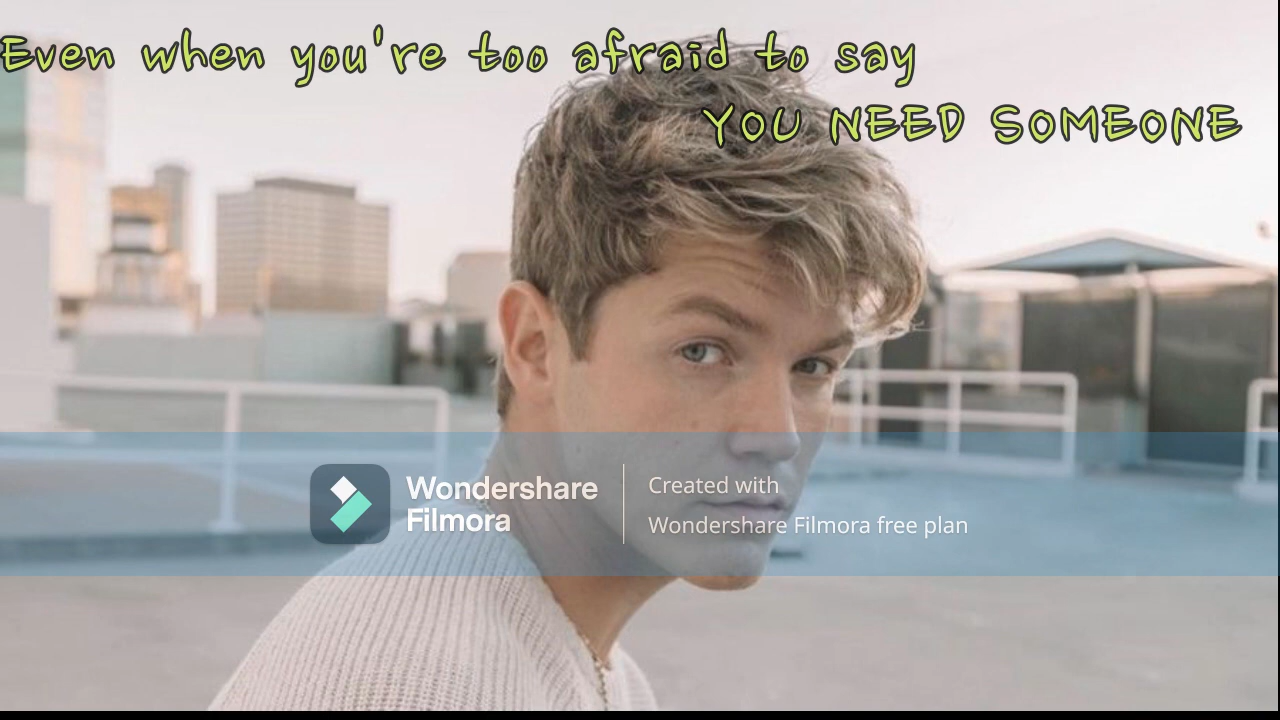 Even when you're too afraid to say
YOU NEED SOMEONE
Wondershare
Filmora
Created with
Wondershare Filmora free plan